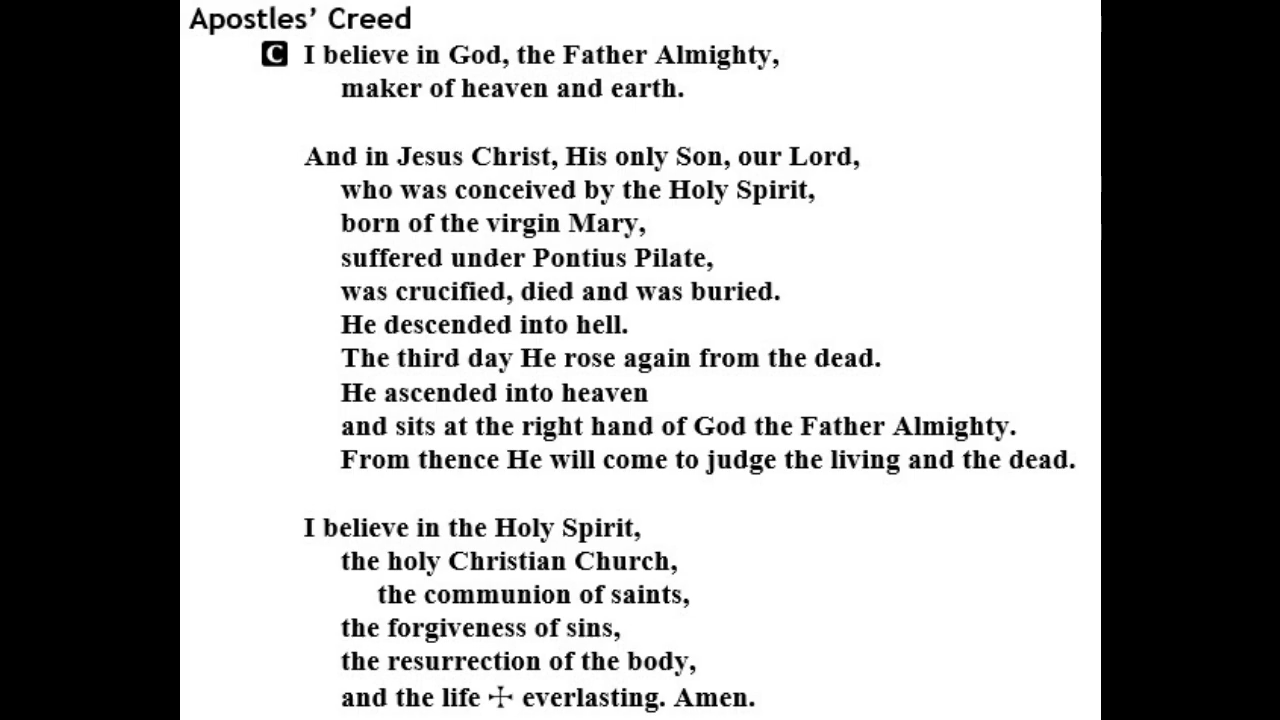 Apostles’ Creed
C I believe in God, the Father Almighty,
maker of heaven and earth.
And in Jesus Christ, His only Son, our Lord,
who was conceived by the Holy Spirit,
born of the virgin Mary,
suffered under Pontius Pilate,
was crucified, died and was buried.
He descended into hell.
The third day He rose again from the dead.
He ascended into heaven
and sits at the right hand of God the Father Almighty.
From thence He will come to judge the living and the dead.
I believe in the Holy Spirit,
the holy Christian Church,
the communion of saints,
the forgiveness of sins,
the resurrection of the body,
and the life ☩ everlasting. Amen.